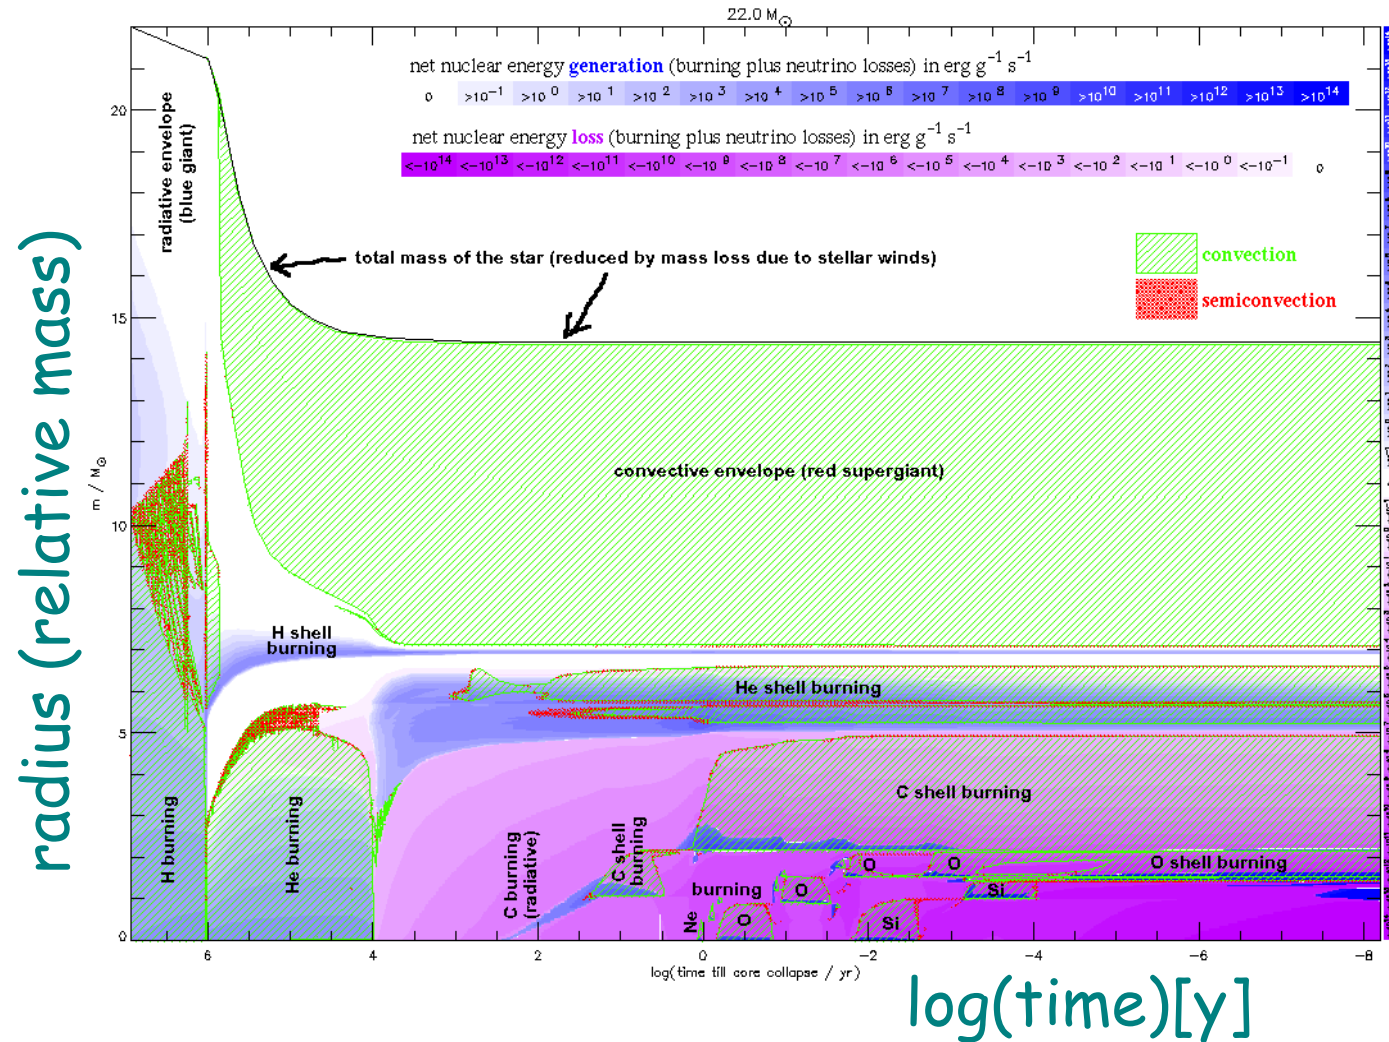 22.0 M⊙
net nuclear energy generation (burning plus neutrino losses) in erg g⁻¹ s⁻¹
0 >10⁻¹ >10⁰ >10¹ >10² >10³ >10⁴ >10⁵ >10⁶ >10⁷ >10⁸ >10⁹ >10¹⁰ >10¹¹ >10¹² >10¹³ >10¹⁴
net nuclear energy loss (burning plus neutrino losses) in erg g⁻¹ s⁻¹
<-10¹⁴ <-10¹³ <-10¹² <-10¹¹ <-10¹⁰ <-10⁹ <-10⁸ <-10⁷ <-10⁶ <-10⁵ <-10⁴ <-10³ <-10² <-10¹ <-10⁰ <-10⁻¹ 0
radiative envelope
(blue giant)
total mass of the star (reduced by mass loss due to stellar winds)
convection
semiconvection
radius (relative mass)
m / M⊙
20
15
10
5
0
convective envelope (red supergiant)
H shell
burning
He shell burning
C shell burning
H burning
He burning
C burning
(radiative)
C shell
burning
Ne
burning
O
O
O
O
O shell burning
Si
Si
6 4 2 0 -2 -4 -6 -8
log(time till core collapse / yr)
log(time)[y]